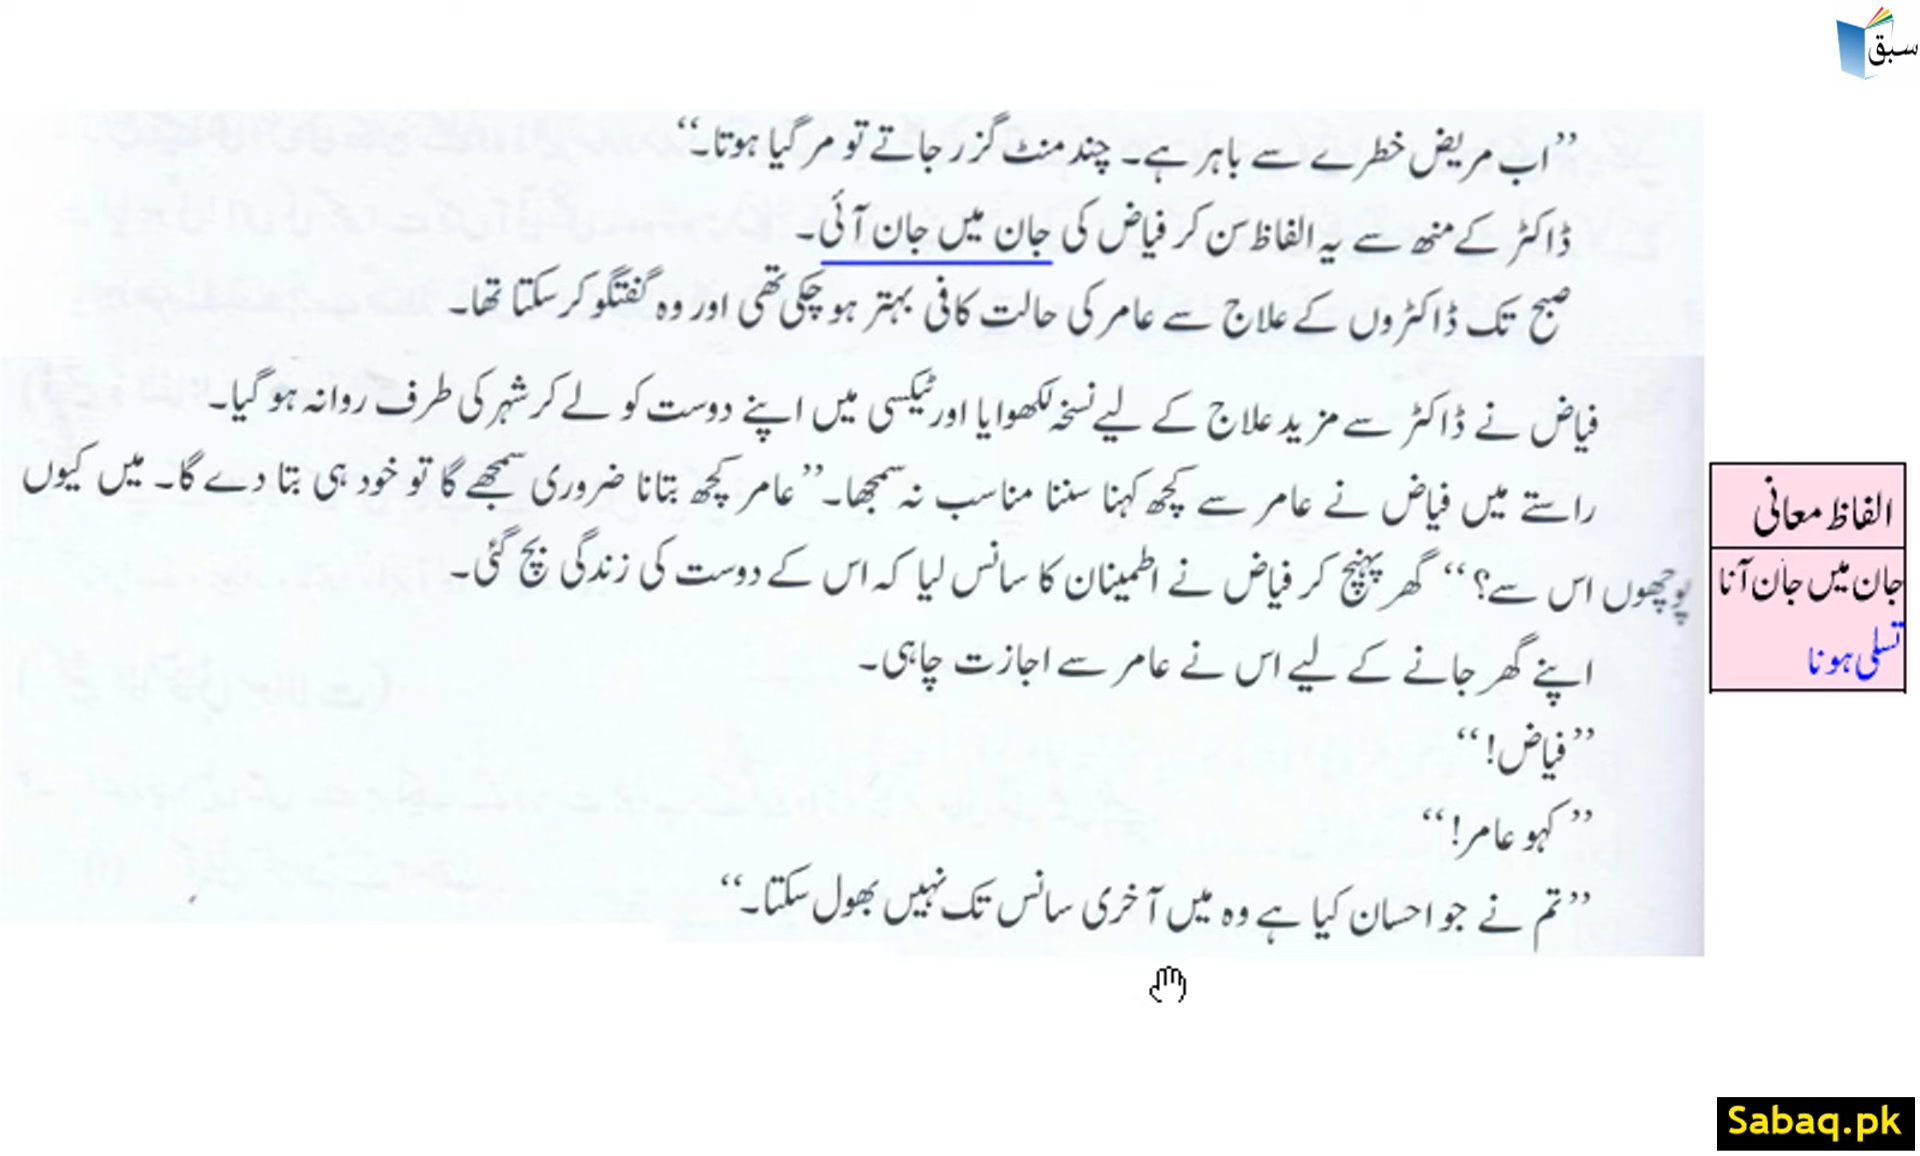 سبق
”اب مریض خطرے سے باہر ہے۔ چند منٹ گزر جاتے تو مر گیا ہوتا۔“
ڈاکٹر کے منھ سے یہ الفاظ سن کر فیاض کی جان میں جان آئی۔
صبح تک ڈاکٹروں کے علاج سے عامر کی حالت کافی بہتر ہو چکی تھی اور وہ گفتگو کر سکتا تھا۔
فیاض نے ڈاکٹر سے مزید علاج کے لیے نسخہ لکھوایا اور ٹیکسی میں اپنے دوست کو لے کر شہر کی طرف روانہ ہو گیا۔
راستے میں فیاض نے عامر سے کچھ کہنا سننا مناسب نہ سمجھا۔ ”عامر کچھ بتانا ضروری سمجھے گا تو خود ہی بتا دے گا۔ میں کیوں
پوچھوں اس سے؟“ گھر پہنچ کر فیاض نے اطمینان کا سانس لیا کہ اس کے دوست کی زندگی بچ گئی۔
اپنے گھر جانے کے لیے اس نے عامر سے اجازت چاہی۔
”فیاض!“
”کہو عامر!“
”تم نے جو احسان کیا ہے وہ میں آخری سانس تک نہیں بھول سکتا۔“
الفاظ معانی
جان میں جان آنا
تسلی ہونا
Sabaq.pk